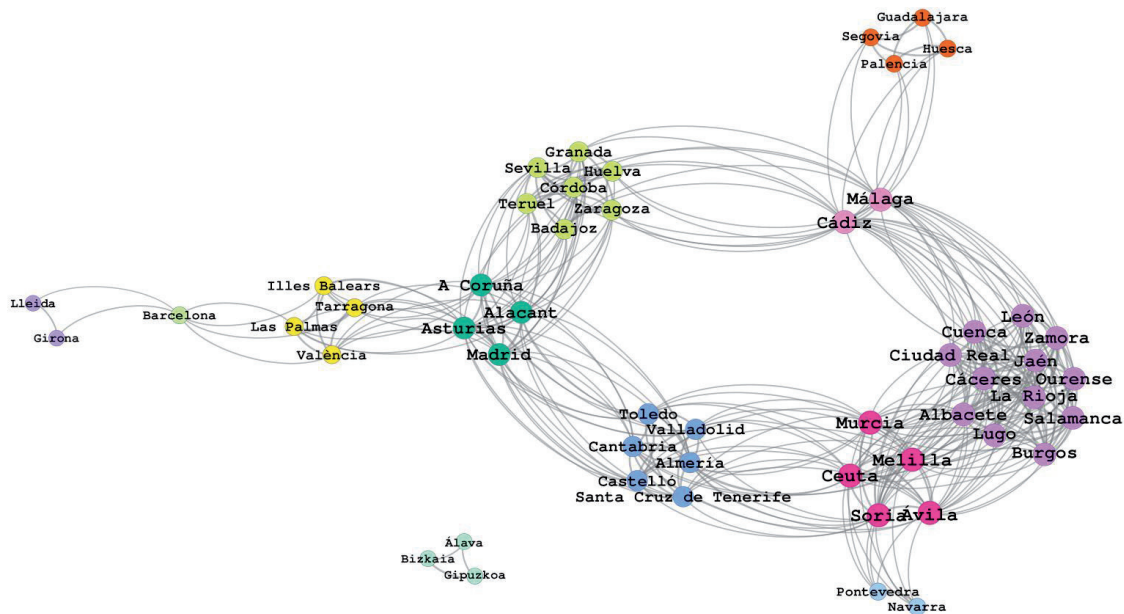 Guadalajara
Segovia
Huesca
Palencia
Granada
Sevilla
Huelva
Córdoba
Teruel
Zaragoza
Badajoz
Málaga
Cádiz
Illes Balears
A Coruña
Lleida
Tarragona
Barcelona
Alacant
Las Palmas
Asturias
Girona
València
Madrid
León
Cuenca
Zamora
Ciudad Real
Jaén
Cáceres
Ourense
La Rioja
Albacete
Salamanca
Lugo
Burgos
Toledo
Valladolid
Murcia
Cantabria
Almería
Melilla
Castelló
Ceuta
Santa Cruz de Tenerife
Soria
Ávila
Álava
Bizkaia
Gipuzkoa
Pontevedra
Navarra